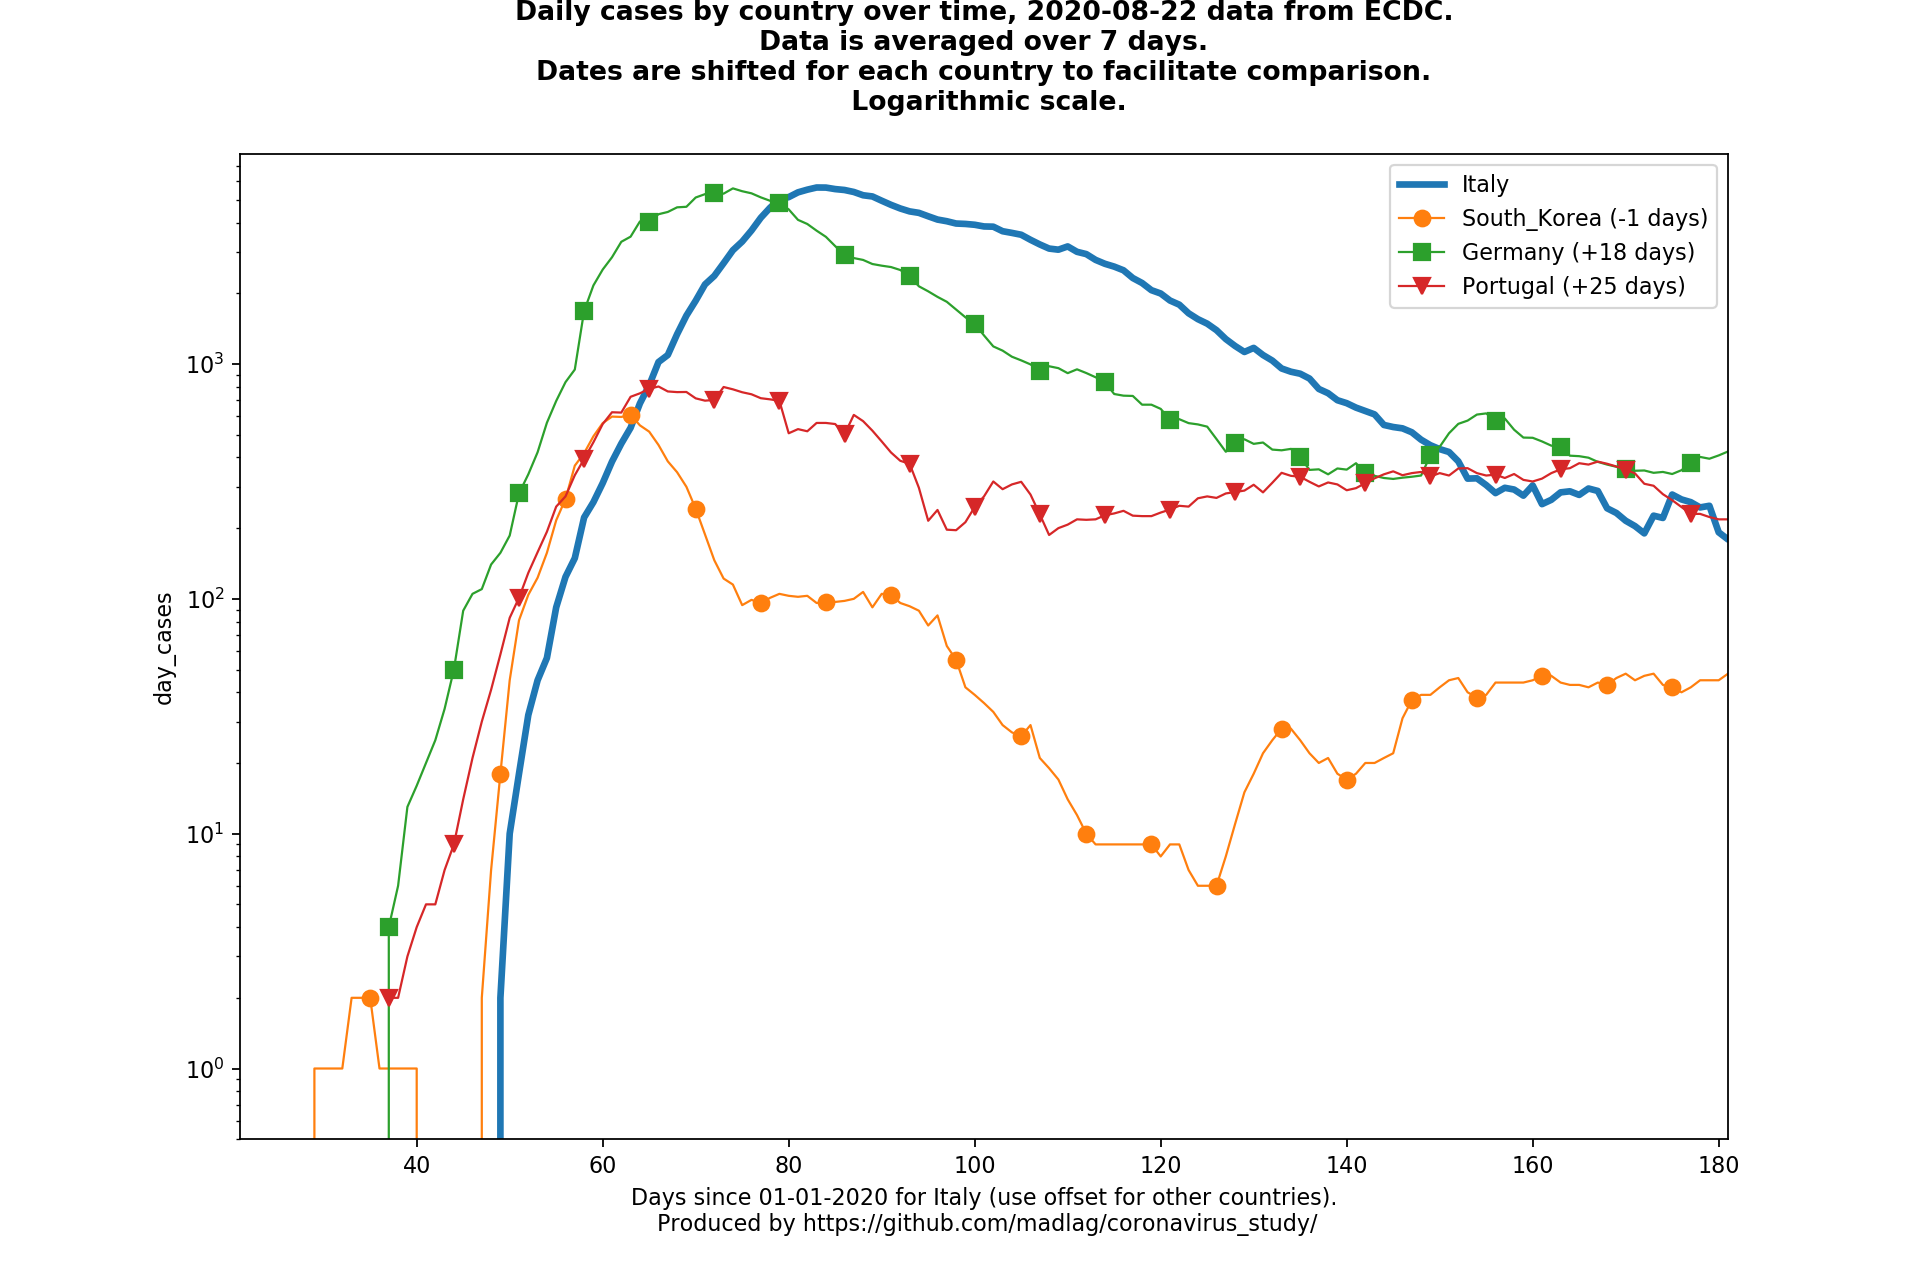 Daily cases by country over time, 2020-08-22 data from ECDC.
Data is averaged over 7 days.
Dates are shifted for each country to facilitate comparison.
Logarithmic scale.
Italy
South_Korea (-1 days)
Germany (+18 days)
Portugal (+25 days)
10³
10²
10¹
10⁰
day_cases
40 60 80 100 120 140 160 180
Days since 01-01-2020 for Italy (use offset for other countries).
Produced by https://github.com/madlag/coronavirus_study/